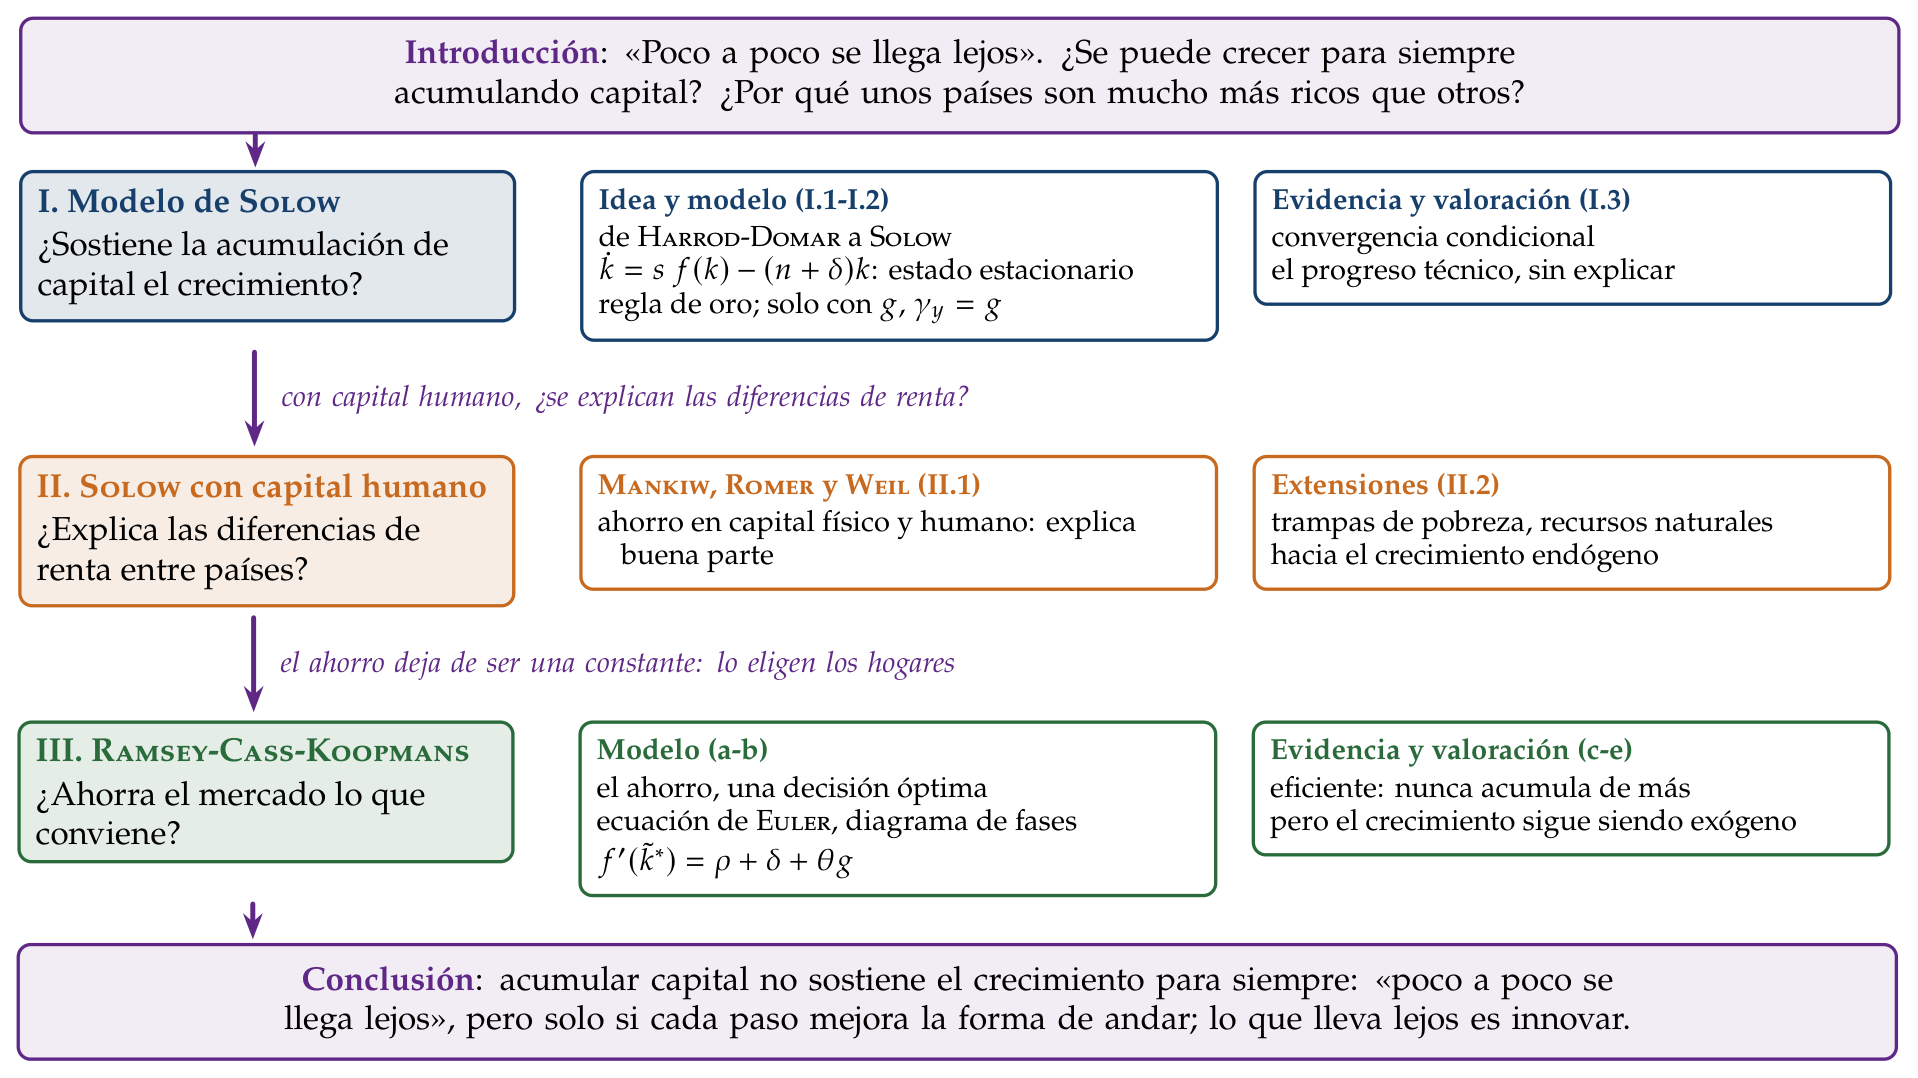 Introducción: «Poco a poco se llega lejos». ¿Se puede crecer para siempre
acumulando capital? ¿Por qué unos países son mucho más ricos que otros?
I. Modelo de Solow
¿Sostiene la acumulación de
capital el crecimiento?
Idea y modelo (I.1-I.2)
de Harrod-Domar a Solow
k̇ = s f(k) − (n + δ)k: estado estacionario
regla de oro; solo con g, γ_y = g
Evidencia y valoración (I.3)
convergencia condicional
el progreso técnico, sin explicar
con capital humano, ¿se explican las diferencias de renta?
II. Solow con capital humano
¿Explica las diferencias de
renta entre países?
Mankiw, Romer y Weil (II.1)
ahorro en capital físico y humano: explica
buena parte
Extensiones (II.2)
trampas de pobreza, recursos naturales
hacia el crecimiento endógeno
el ahorro deja de ser una constante: lo eligen los hogares
III. Ramsey-Cass-Koopmans
¿Ahorra el mercado lo que
conviene?
Modelo (a-b)
el ahorro, una decisión óptima
ecuación de Euler, diagrama de fases
f′(k̃*) = ρ + δ + θg
Evidencia y valoración (c-e)
eficiente: nunca acumula de más
pero el crecimiento sigue siendo exógeno
Conclusión: acumular capital no sostiene el crecimiento para siempre: «poco a poco se
llega lejos», pero solo si cada paso mejora la forma de andar; lo que lleva lejos es innovar.